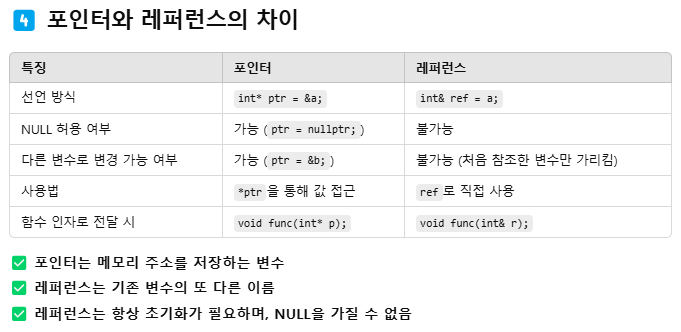 4 포인터와 레퍼런스의 차이
특징 포인터 레퍼런스
선언 방식 int* ptr = &a; int& ref = a;
NULL 허용 여부 가능 (ptr = nullptr;) 불가능
다른 변수로 변경 가능 여부 가능 (ptr = &b;) 불가능 (처음 참조한 변수만 가리킴)
사용법 *ptr을 통해 값 접근 ref로 직접 사용
함수 인자로 전달 시 void func(int* p); void func(int& r);
✅ 포인터는 메모리 주소를 저장하는 변수
✅ 레퍼런스는 기존 변수의 또 다른 이름
✅ 레퍼런스는 항상 초기화가 필요하며, NULL을 가질 수 없음